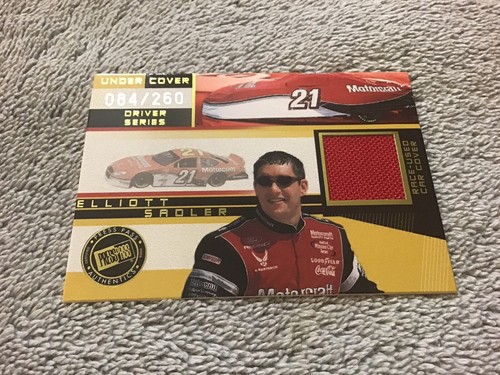 UNDER COVER
084/260
DRIVER
SERIES
21
Motorcraft
21
Motorcraft
ELLIOTT
SADLER
RACE-USED
CAR COVER
PRESS PASS
AUTHENTICS
Motorcraft
GOODYEAR
Coca-Cola
Motorcraft